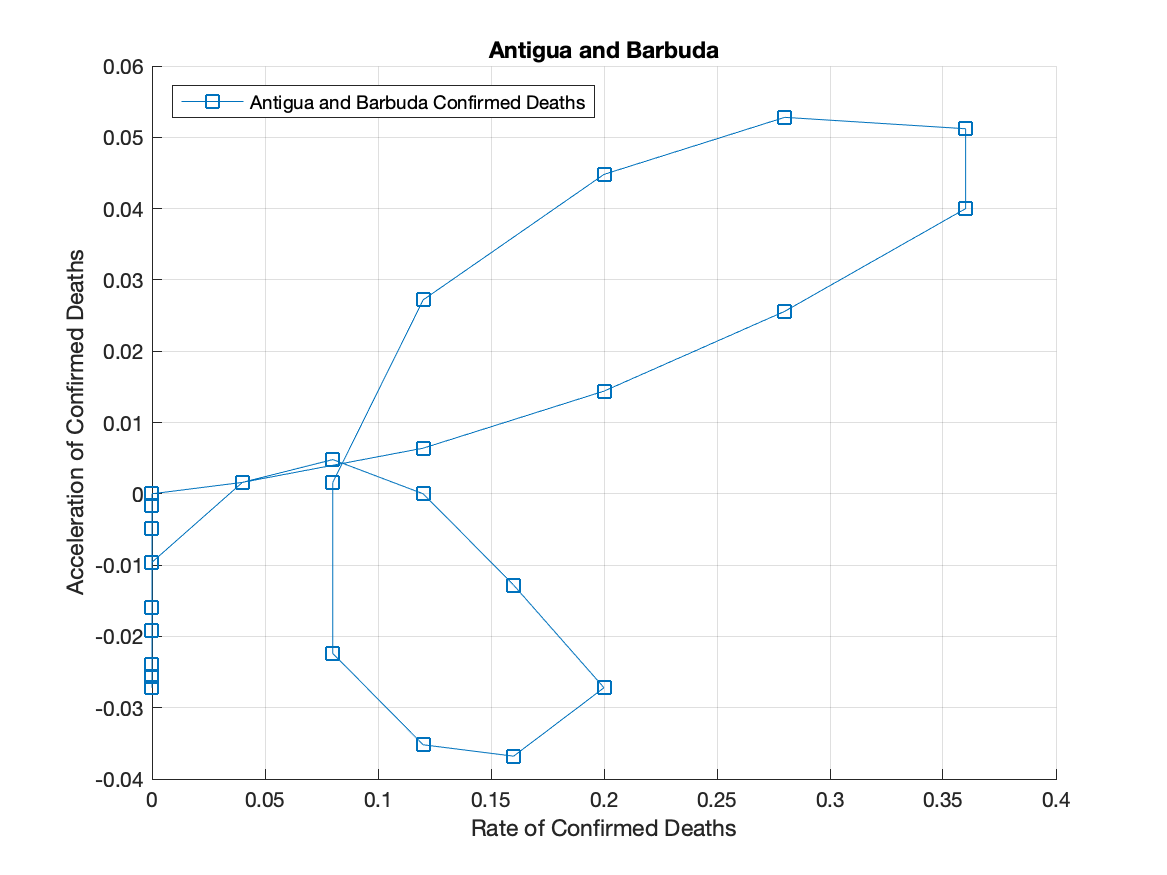 Antigua and Barbuda
Antigua and Barbuda Confirmed Deaths
0.06
0.05
0.04
0.03
0.02
0.01
0
-0.01
-0.02
-0.03
-0.04
Acceleration of Confirmed Deaths
0 0.05 0.1 0.15 0.2 0.25 0.3 0.35 0.4
Rate of Confirmed Deaths